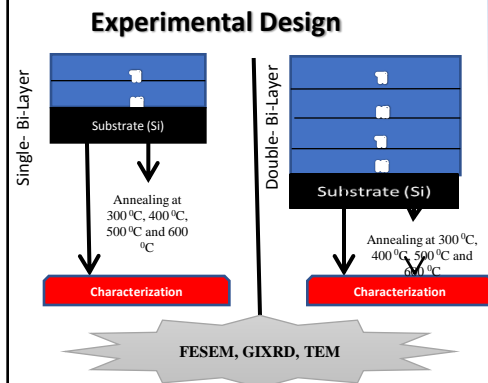 Experimental Design
Single- Bi-Layer
Substrate (Si)
Annealing at
300 ⁰C, 400 ⁰C,
500 ⁰C and 600
⁰C
Characterization
Double- Bi-Layer
Substrate (Si)
Annealing at 300 ⁰C,
400 ⁰C, 500 ⁰C and
600 ⁰C
Characterization
FESEM, GIXRD, TEM